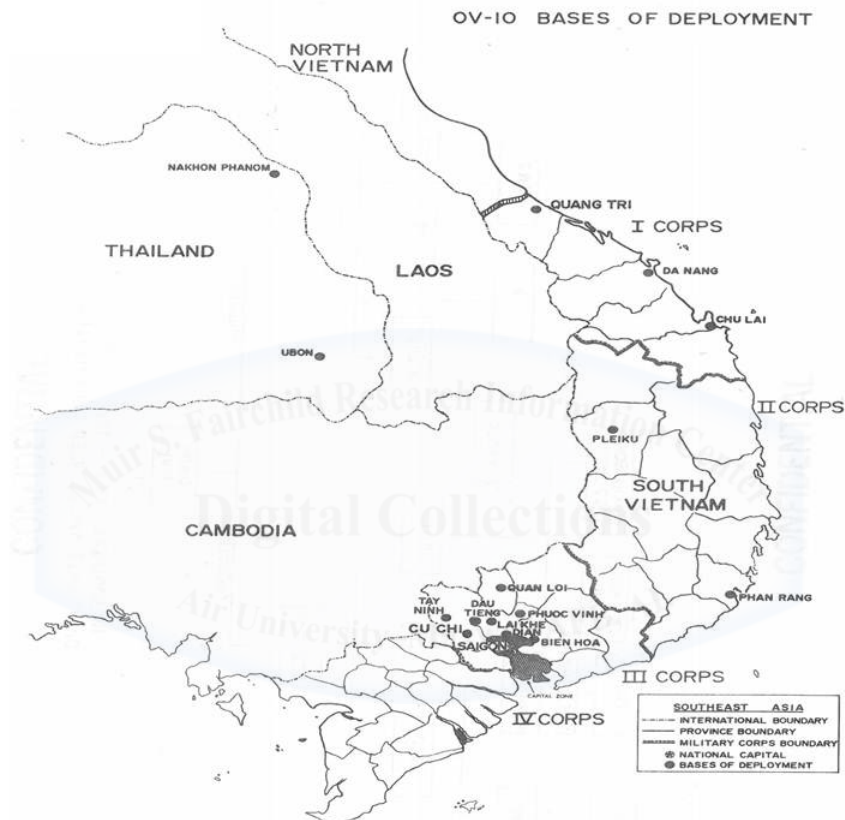 OV-10 BASES OF DEPLOYMENT
NORTH
VIETNAM
NAKHON PHANOM
QUANG TRI
I CORPS
THAILAND
LAOS
DA NANG
CHU LAI
UBON
II CORPS
PLEIKU
SOUTH
VIETNAM
CAMBODIA
QUAN LOI
PHAN RANG
TAY
NINH
DAU
TIENG
PHUOC VINH
LAI KHE
CU CHI
DIAN
SAIGON
BIEN HOA
III CORPS
CAPITAL ZONE
IV CORPS
SOUTHEAST ASIA
INTERNATIONAL BOUNDARY
PROVINCE BOUNDARY
MILITARY CORPS BOUNDARY
NATIONAL CAPITAL
BASES OF DEPLOYMENT
Muir S. Fairchild Research Information Center
Digital Collections
Air University
CONFIDENTIAL
CONFIDENTIAL